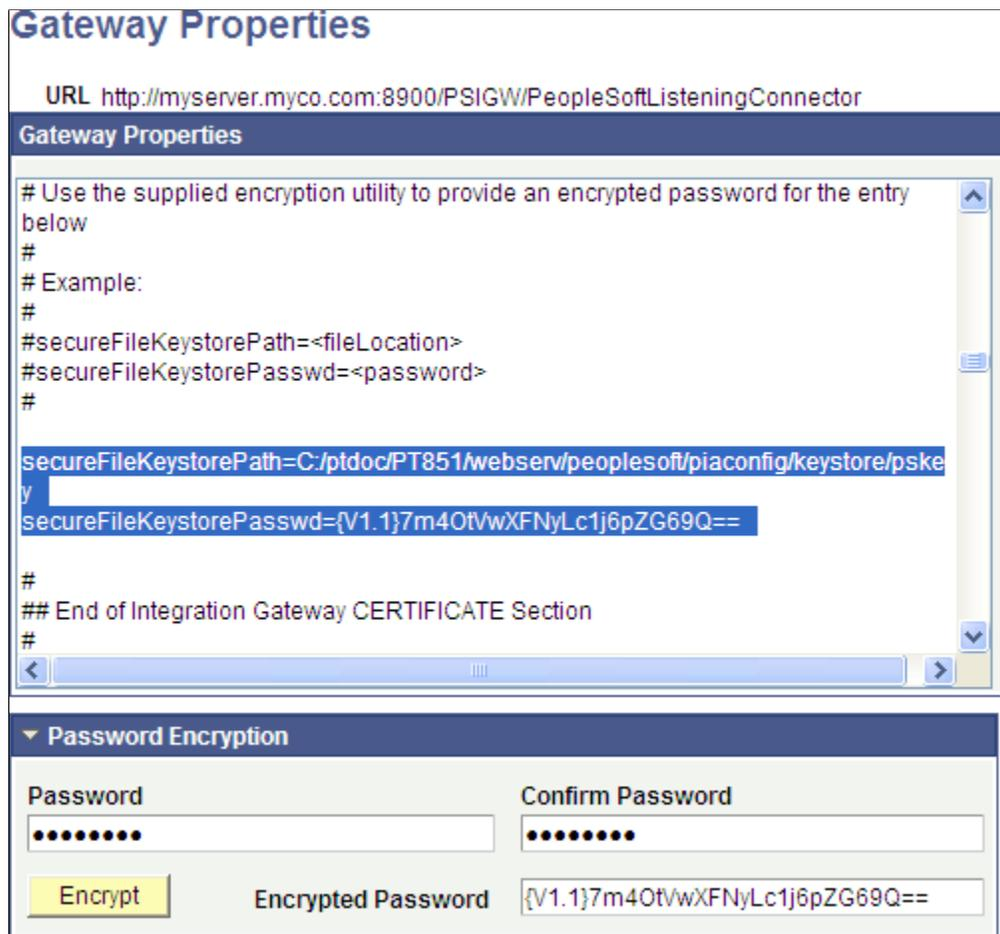 Gateway Properties
URL http://myserver.myco.com:8900/PSIGW/PeopleSoftListeningConnector
Gateway Properties
# Use the supplied encryption utility to provide an encrypted password for the entry
below
#
# Example:
#
#secureFileKeystorePath=<fileLocation>
#secureFileKeystorePasswd=<password>
#
secureFileKeystorePath=C:/ptdoc/PT851/webserv/peoplesoft/piaconfig/keystore/pske
y
secureFileKeystorePasswd={V1.1}7m4OtVwXFNyLc1j6pZG69Q==
#
## End of Integration Gateway CERTIFICATE Section
#
Password Encryption
Password Confirm Password
•••••••• ••••••••
Encrypt Encrypted Password {V1.1}7m4OtVwXFNyLc1j6pZG69Q==